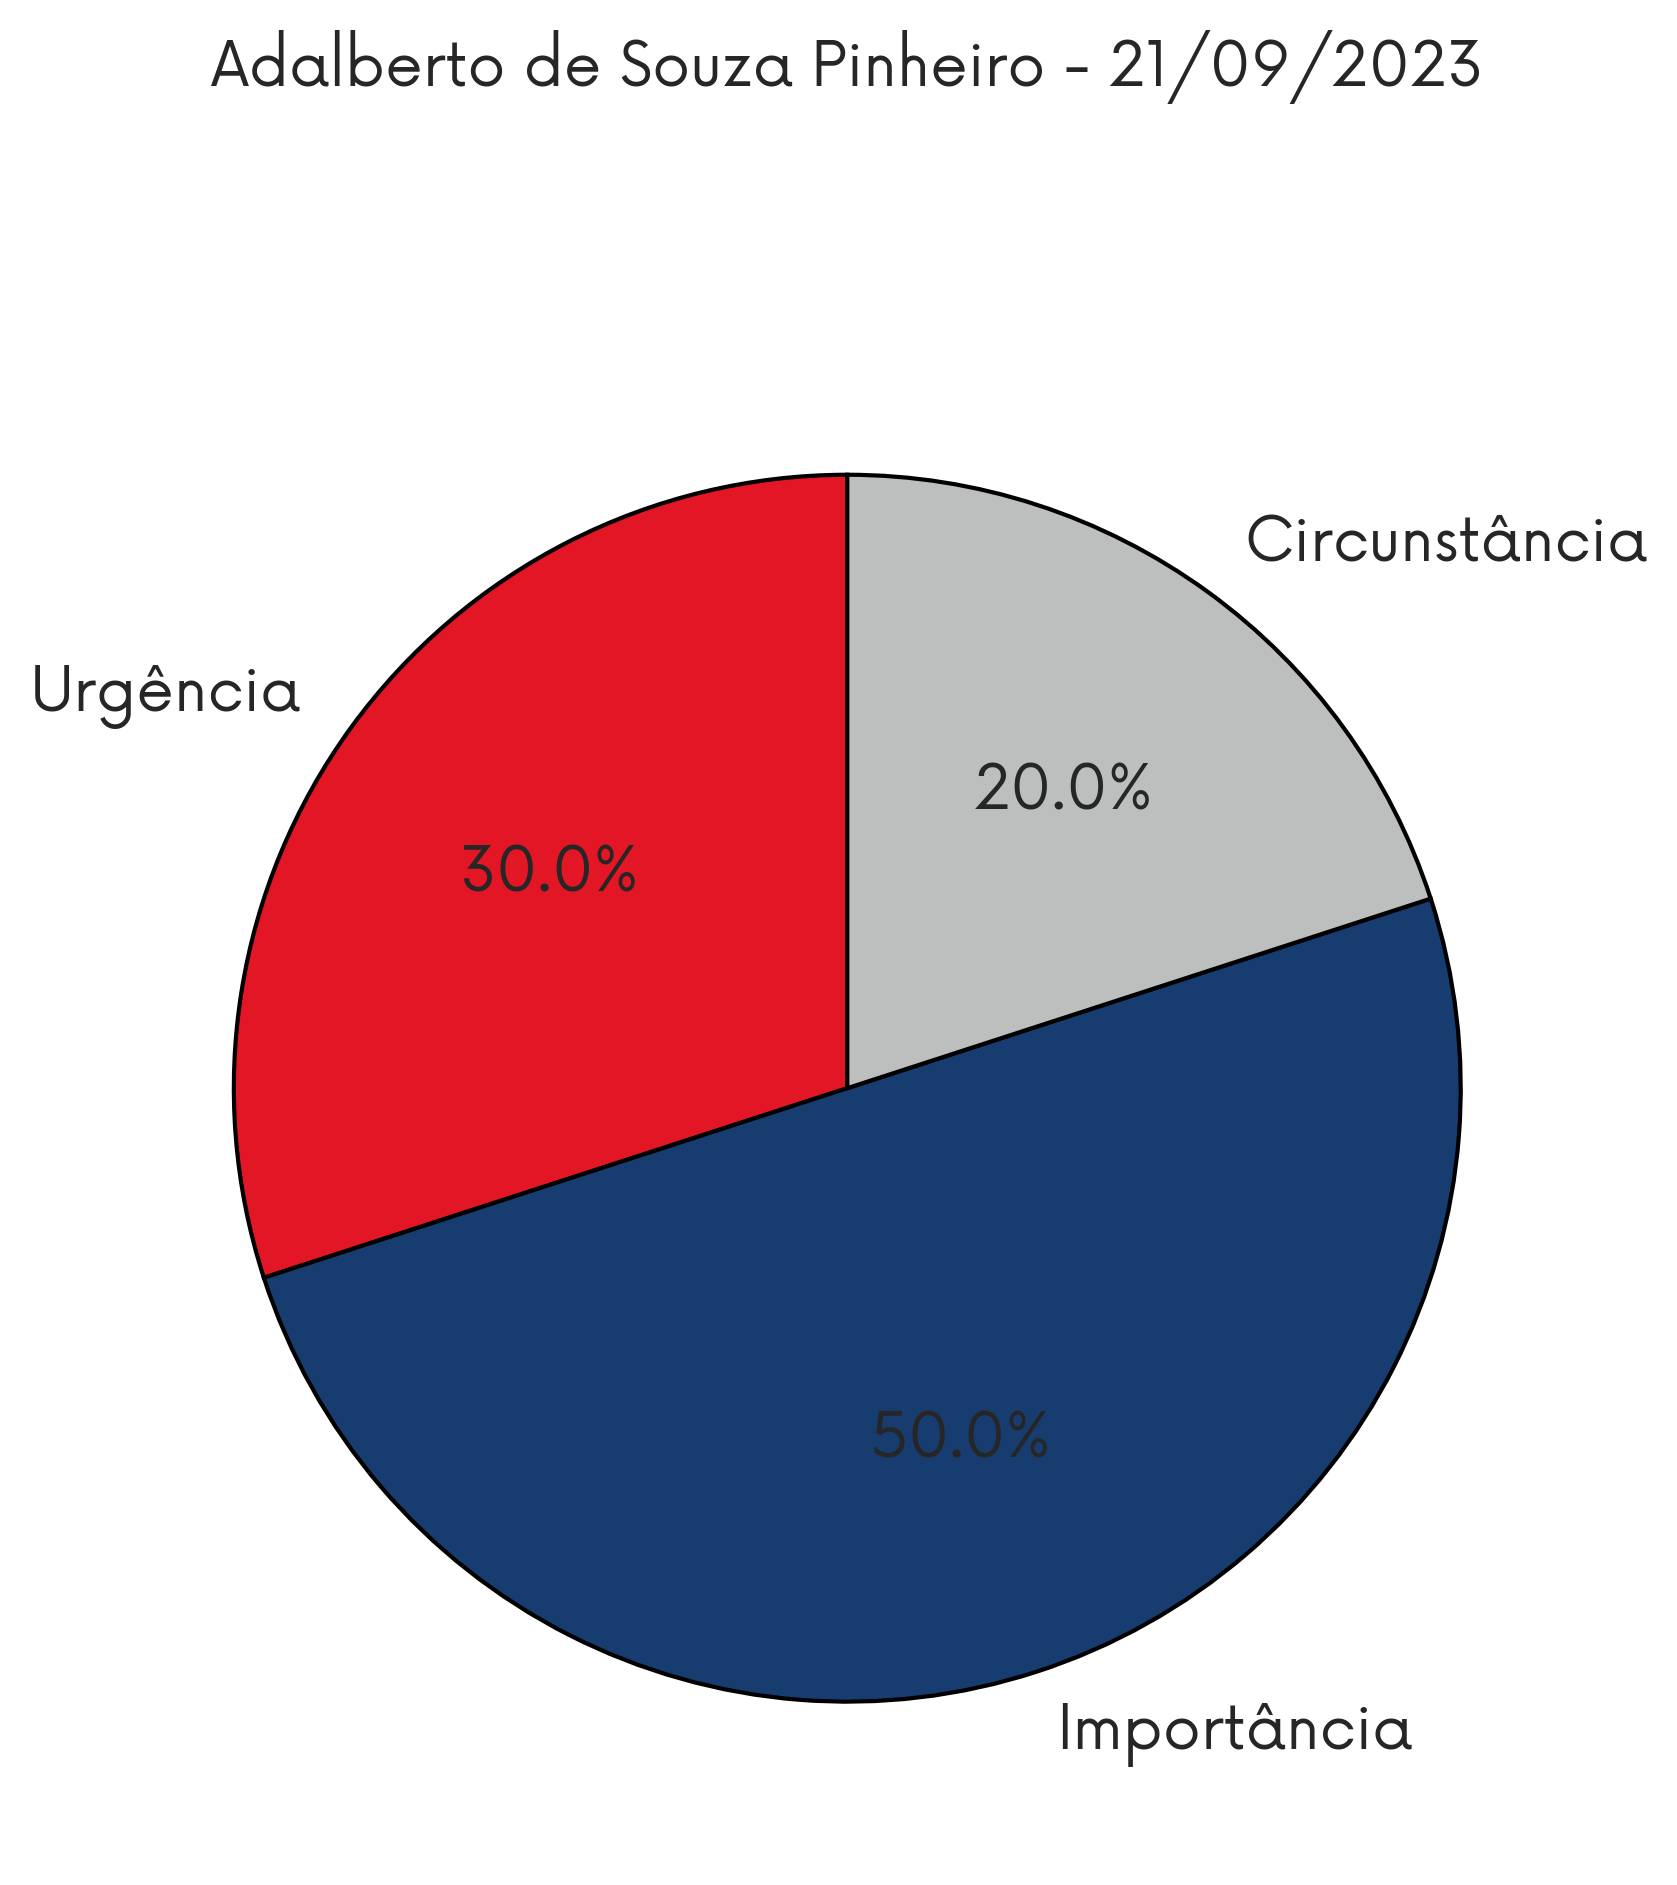 Adalberto de Souza Pinheiro - 21/09/2023
Circunstância
Urgência
20.0%
30.0%
50.0%
Importância